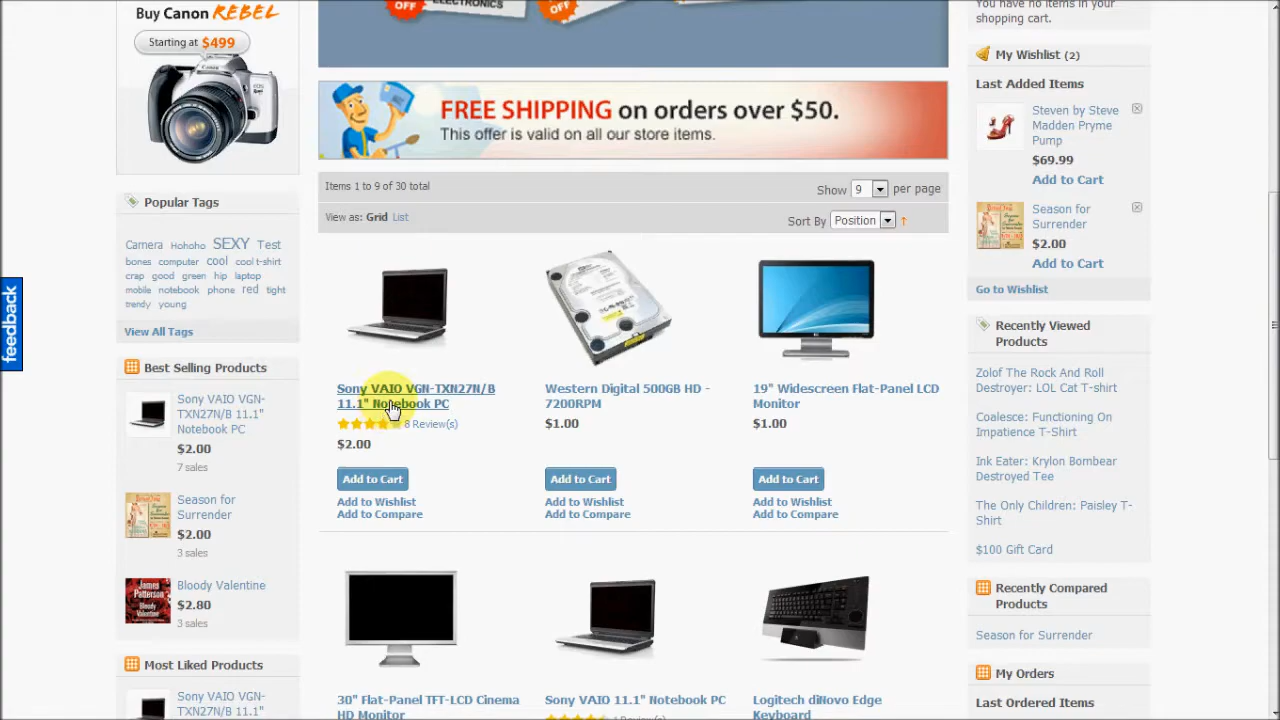 Buy Canon REBEL
Starting at $499
Canon
OFF
ELECTRONICS
OFF
FREE SHIPPING on orders over $50.
This offer is valid on all our store items.
Items 1 to 9 of 30 total
Show 9 per page
View as: Grid List
Sort By Position
Sony VAIO VGN-TXN27N/B
11.1" Notebook PC
8 Review(s)
$2.00
Add to Cart
Add to Wishlist
Add to Compare
Western Digital 500GB HD -
7200RPM
$1.00
Add to Cart
Add to Wishlist
Add to Compare
19" Widescreen Flat-Panel LCD
Monitor
$1.00
Add to Cart
Add to Wishlist
Add to Compare
30" Flat-Panel TFT-LCD Cinema
HD Monitor
Sony VAIO 11.1" Notebook PC
1 Review(s)
Logitech diNovo Edge
Keyboard
feedback
Popular Tags
Camera Hohoho SEXY Test
bones computer cool cool t-shirt
crap good green hip laptop
mobile notebook phone red tight
trendy young
View All Tags
Best Selling Products
Sony VAIO VGN-
TXN27N/B 11.1"
Notebook PC
$2.00
7 sales
Season for
Surrender
$2.00
3 sales
James
Patterson
Bloody
Valentine
Bloody Valentine
$2.80
3 sales
Most Liked Products
Sony VAIO VGN-
TXN27N/B 11.1"
You have no items in your
shopping cart.
My Wishlist (2)
Last Added Items
Steven by Steve
Madden Pryme
Pump
$69.99
Add to Cart
Season for
Surrender
$2.00
Add to Cart
Go to Wishlist
Recently Viewed
Products
Zolof The Rock And Roll
Destroyer: LOL Cat T-shirt
Coalesce: Functioning On
Impatience T-Shirt
Ink Eater: Krylon Bombear
Destroyed Tee
The Only Children: Paisley T-
Shirt
$100 Gift Card
Recently Compared
Products
Season for Surrender
My Orders
Last Ordered Items